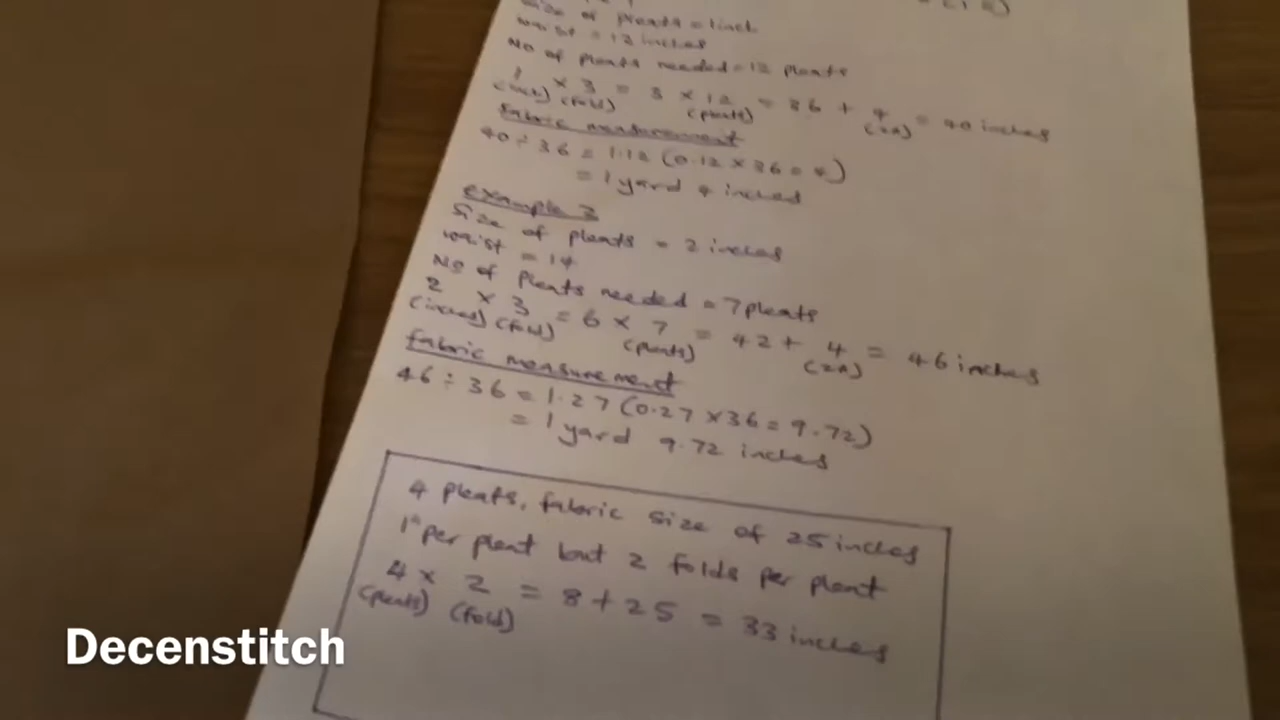 Size of pleats = 1inch
waist = 12 inches
No of pleats needed = 12 pleats
1 × 3 = 3 × 12 = 36 + 4 = 40 inches
(inch) (fold) (pleats) (SA)
fabric measurement
40 ÷ 36 = 1.12 (0.12 × 36 = 4)
= 1 yard 4 inches
example 3
Size of pleats = 2 inches
waist = 14
No of Pleats needed = 7 pleats
2 × 3 = 6 × 7 = 42 + 4 = 46 inches
(inches) (fold) (pleats) (SA)
fabric measurement
46 ÷ 36 = 1.27 (0.27 × 36 = 9.72)
= 1 yard 9.72 inches
4 pleats, fabric size of 25 inches
1" per pleat but 2 folds per pleat
4 × 2 = 8 + 25 = 33 inches
(pleats) (fold)
Decenstitch